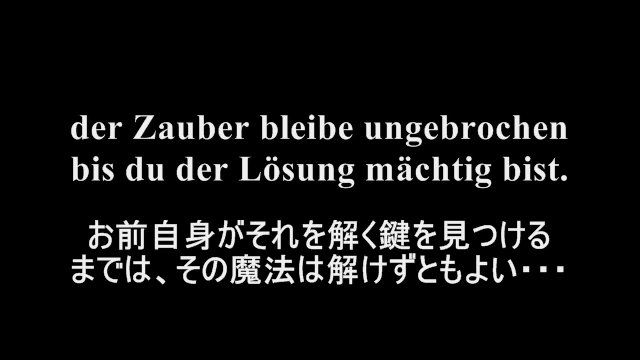 der Zauber bleibe ungebrochen
bis du der Lösung mächtig bist.
お前自身がそれを解く鍵を見つける
までは、その魔法は解けずともよい・・・